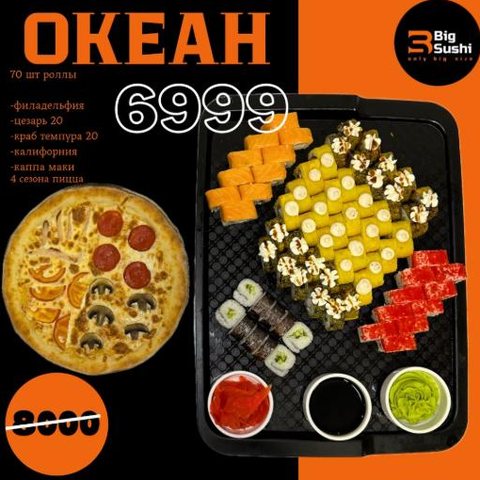 ОКЕАН
3 Big
Sushi
only big size
70 шт роллы
6999
-филадельфия
-цезарь 20
-краб темпура 20
-калифорния
-каппа маки
4 сезона пицца
8000